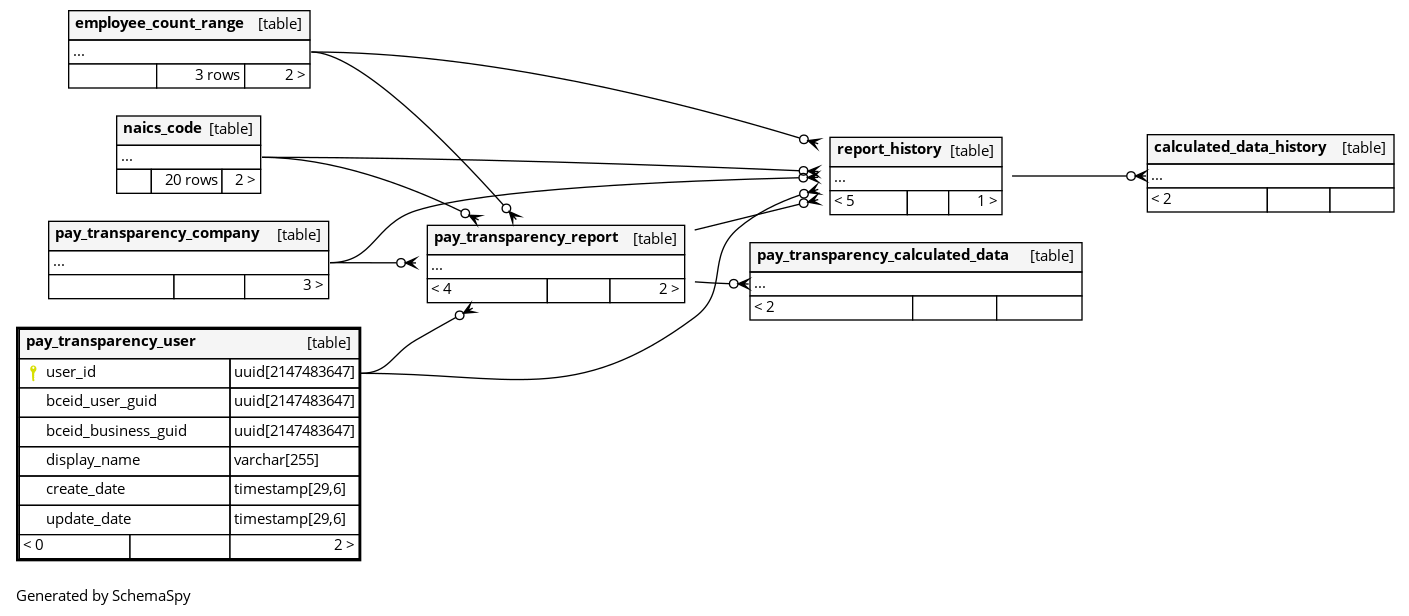 employee_count_range [table]
...
3 rows 2 >
naics_code [table]
...
20 rows 2 >
pay_transparency_company [table]
...
3 >
pay_transparency_report [table]
...
< 4 2 >
report_history [table]
...
< 5 1 >
calculated_data_history [table]
...
< 2
pay_transparency_calculated_data [table]
...
< 2
pay_transparency_user [table]
user_id uuid[2147483647]
bceid_user_guid uuid[2147483647]
bceid_business_guid uuid[2147483647]
display_name varchar[255]
create_date timestamp[29,6]
update_date timestamp[29,6]
< 0 2 >
Generated by SchemaSpy